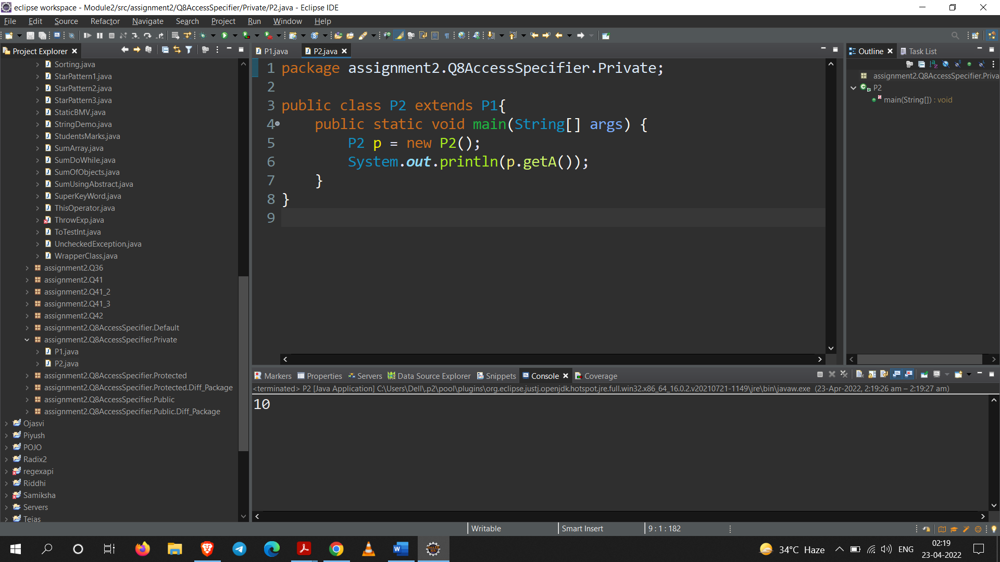 eclipse workspace - Module2/src/assignment2/Q8AccessSpecifier/Private/P2.java - Eclipse IDE
File Edit Source Refactor Navigate Search Project Run Window Help
Project Explorer
Sorting.java
StarPattern1.java
StarPattern2.java
StarPattern3.java
StaticBMV.java
StringDemo.java
StudentsMarks.java
SumArray.java
SumDoWhile.java
SumOfObjects.java
SumUsingAbstract.java
SuperKeyWord.java
ThisOperator.java
ThrowExp.java
ToTestInt.java
UncheckedException.java
WrapperClass.java
assignment2.Q36
assignment2.Q41
assignment2.Q41_2
assignment2.Q41_3
assignment2.Q42
assignment2.Q8AccessSpecifier.Default
assignment2.Q8AccessSpecifier.Private
P1.java
P2.java
assignment2.Q8AccessSpecifier.Protected
assignment2.Q8AccessSpecifier.Protected.Diff_Package
assignment2.Q8AccessSpecifier.Public
assignment2.Q8AccessSpecifier.Public.Diff_Package
Ojasvi
Piyush
POJO
Radix2
regexapi
Riddhi
Samiksha
Servers
Tejas
P1.java P2.java
1 package assignment2.Q8AccessSpecifier.Private;
2
3 public class P2 extends P1{
4 public static void main(String[] args) {
5 P2 p = new P2();
6 System.out.println(p.getA());
7 }
8 }
9
Outline Task List
assignment2.Q8AccessSpecifier.Priva
P2
main(String[]) : void
Markers Properties Servers Data Source Explorer Snippets Console Coverage
<terminated> P2 [Java Application] C:\Users\Dell\.p2\pool\plugins\org.eclipse.justj.openjdk.hotspot.jre.full.win32.x86_64_16.0.2.v20210721-1149\jre\bin\javaw.exe (23-Apr-2022, 2:19:26 am – 2:19:27 am)
10
Writable Smart Insert 9 : 1 : 182
34°C Haze ENG 02:19
23-04-2022